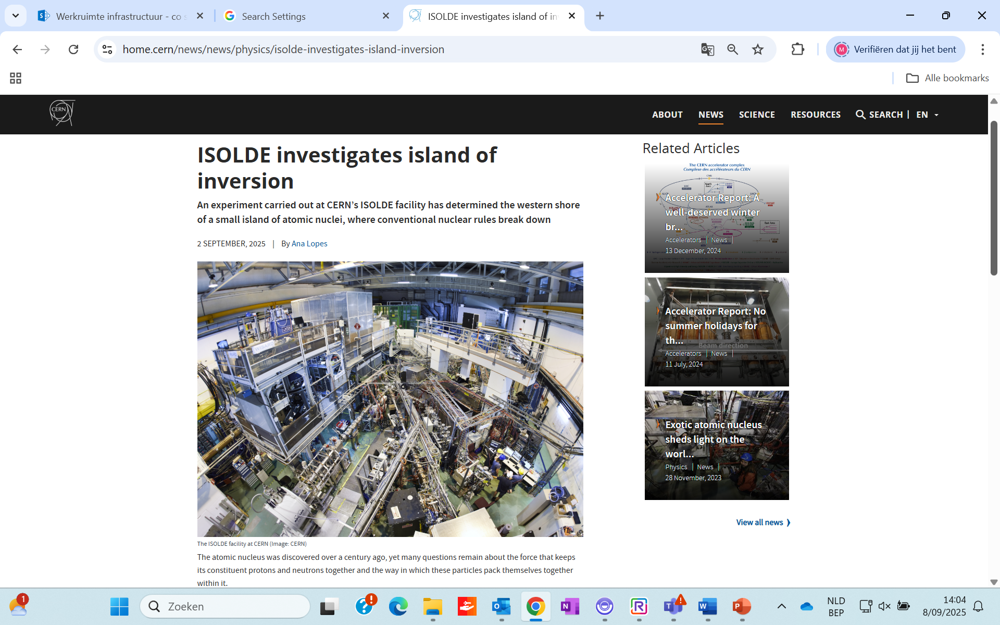 Werkruimte infrastructuur - co s
Search Settings
ISOLDE investigates island of in
home.cern/news/news/physics/isolde-investigates-island-inversion
M
Verifiëren dat jij het bent
Alle bookmarks
CERN
ABOUT
NEWS
SCIENCE
RESOURCES
SEARCH | EN
ISOLDE investigates island of
inversion
An experiment carried out at CERN’s ISOLDE facility has determined the western shore
of a small island of atomic nuclei, where conventional nuclear rules break down
2 SEPTEMBER, 2025 | By Ana Lopes
WISARD
The ISOLDE facility at CERN (Image: CERN)
The atomic nucleus was discovered over a century ago, yet many questions remain about the force that keeps
its constituent protons and neutrons together and the way in which these particles pack themselves together
within it.
Related Articles
The CERN accelerator complex
Complexe des accélérateurs du CERN
CMS
North
Area
LHC
ATLAS
East Area
Accelerator Report: A
well-deserved winter
br...
Accelerators | News |
13 December, 2024
Accelerator Report: No
summer holidays for
th...
Beam direction
Accelerators | News |
11 July, 2024
Exotic atomic nucleus
sheds light on the
worl...
Physics | News |
28 November, 2023
View all news ❯
1
Zoeken
NLD
BEP
14:04
8/09/2025